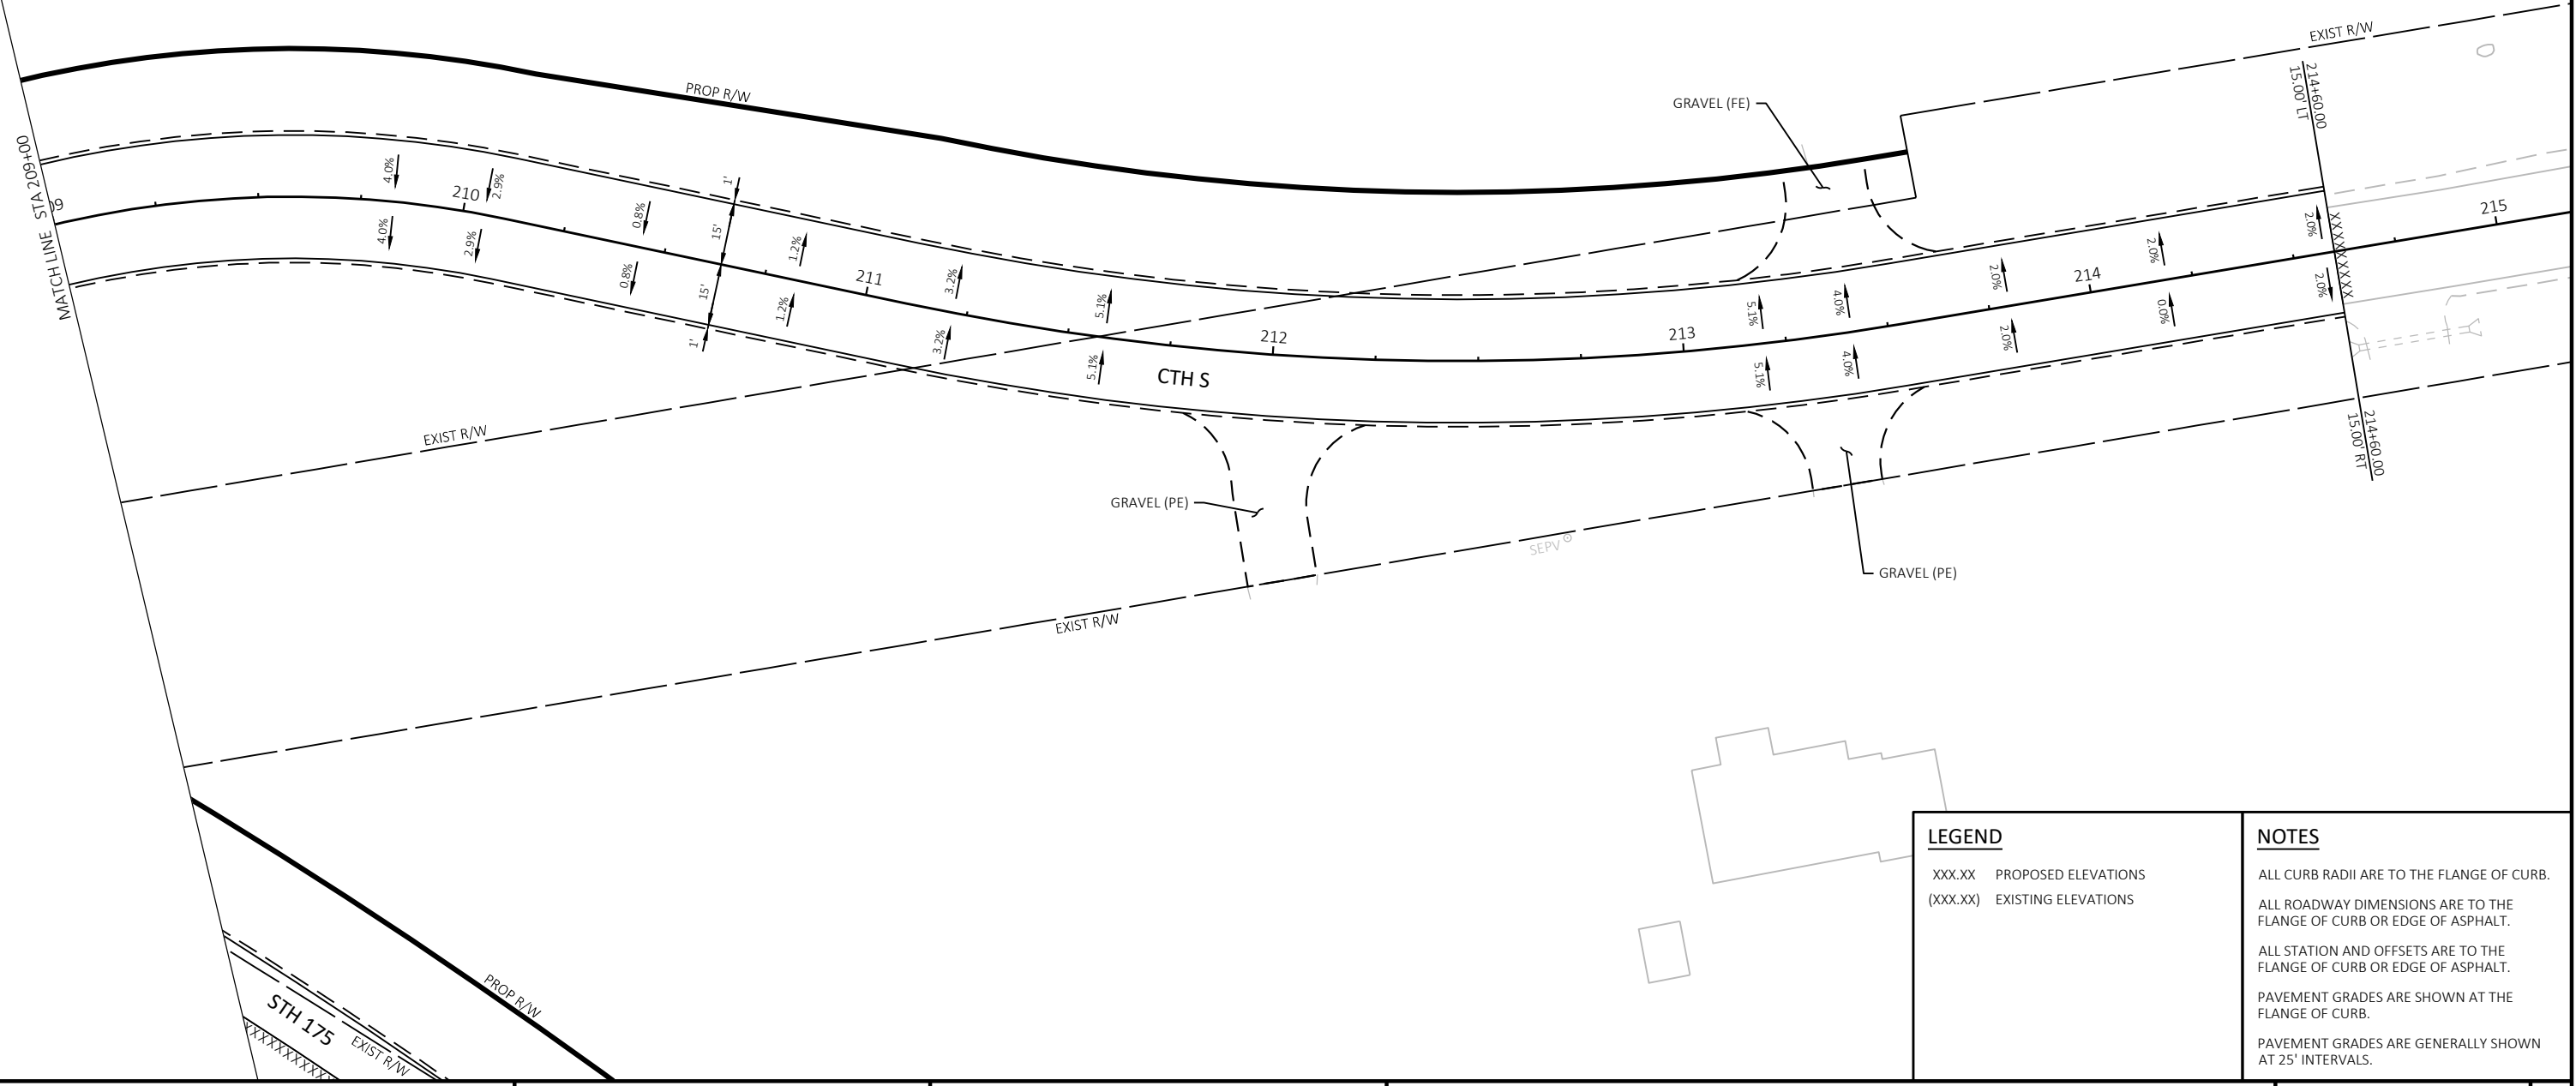 EXIST R/W
214+60.00
15.00' LT
PROP R/W
GRAVEL (FE)
MATCH LINE STA 209+00
09
4.0%
210
2.9%
0.8%
1'
15'
1.2%
211
3.2%
5.1%
5.1%
4.0%
2.0%
2.0%
2.0%
215
XXXXXXXXX
4.0%
2.9%
0.8%
15'
1'
1.2%
3.2%
5.1%
212
CTH S
213
5.1%
4.0%
2.0%
214
0.0%
2.0%
EXIST R/W
214+60.00
15.00' RT
GRAVEL (PE)
SEPV
GRAVEL (PE)
EXIST R/W
PROP R/W
STH 175
EXIST R/W
XXXXXXXXXX
LEGEND
XXX.XX PROPOSED ELEVATIONS
(XXX.XX) EXISTING ELEVATIONS
NOTES
ALL CURB RADII ARE TO THE FLANGE OF CURB.
ALL ROADWAY DIMENSIONS ARE TO THE
FLANGE OF CURB OR EDGE OF ASPHALT.
ALL STATION AND OFFSETS ARE TO THE
FLANGE OF CURB OR EDGE OF ASPHALT.
PAVEMENT GRADES ARE SHOWN AT THE
FLANGE OF CURB.
PAVEMENT GRADES ARE GENERALLY SHOWN
AT 25' INTERVALS.